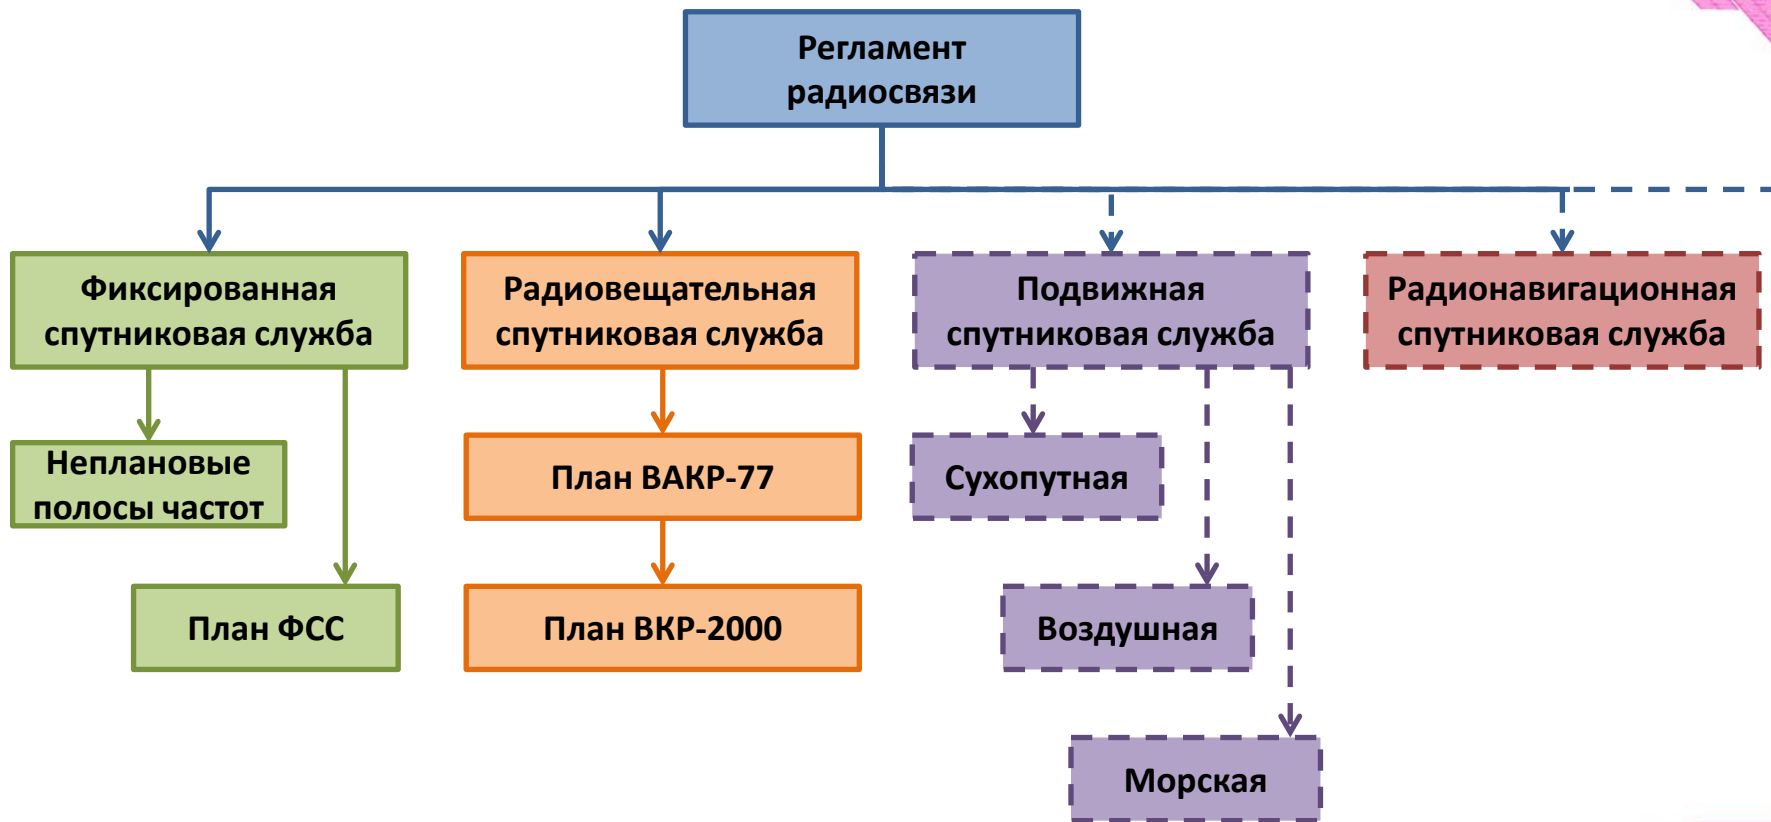 Регламент
радиосвязи
Фиксированная
спутниковая служба
Радиовещательная
спутниковая служба
Подвижная
спутниковая служба
Радионавигационная
спутниковая служба
Неплановые
полосы частот
План ВАКР-77
Сухопутная
План ФСС
План ВКР-2000
Воздушная
Морская